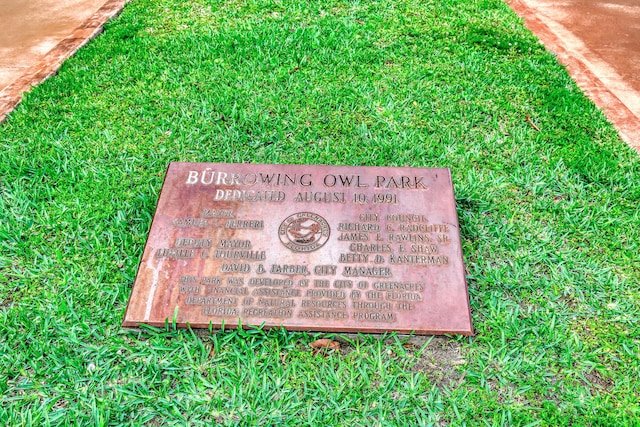 BURROWING OWL PARK
DEDICATED AUGUST 10, 1991
MAYOR
SAMUEL J. FERRERI
DEPUTY MAYOR
TOURVILLE
CITY COUNCIL
RICHARD C. RADCLIFFE
JAMES E. RAWLINS, SR.
CHARLES E. SHAW
BETTY D. KANTERMAN
DAVID B. FARBER, CITY MANAGER
THIS PARK WAS DEVELOPED BY THE CITY OF GREENACRES
WITH FINANCIAL ASSISTANCE PROVIDED BY THE FLORIDA
DEPARTMENT OF NATURAL RESOURCES THROUGH THE
FLORIDA RECREATION ASSISTANCE PROGRAM